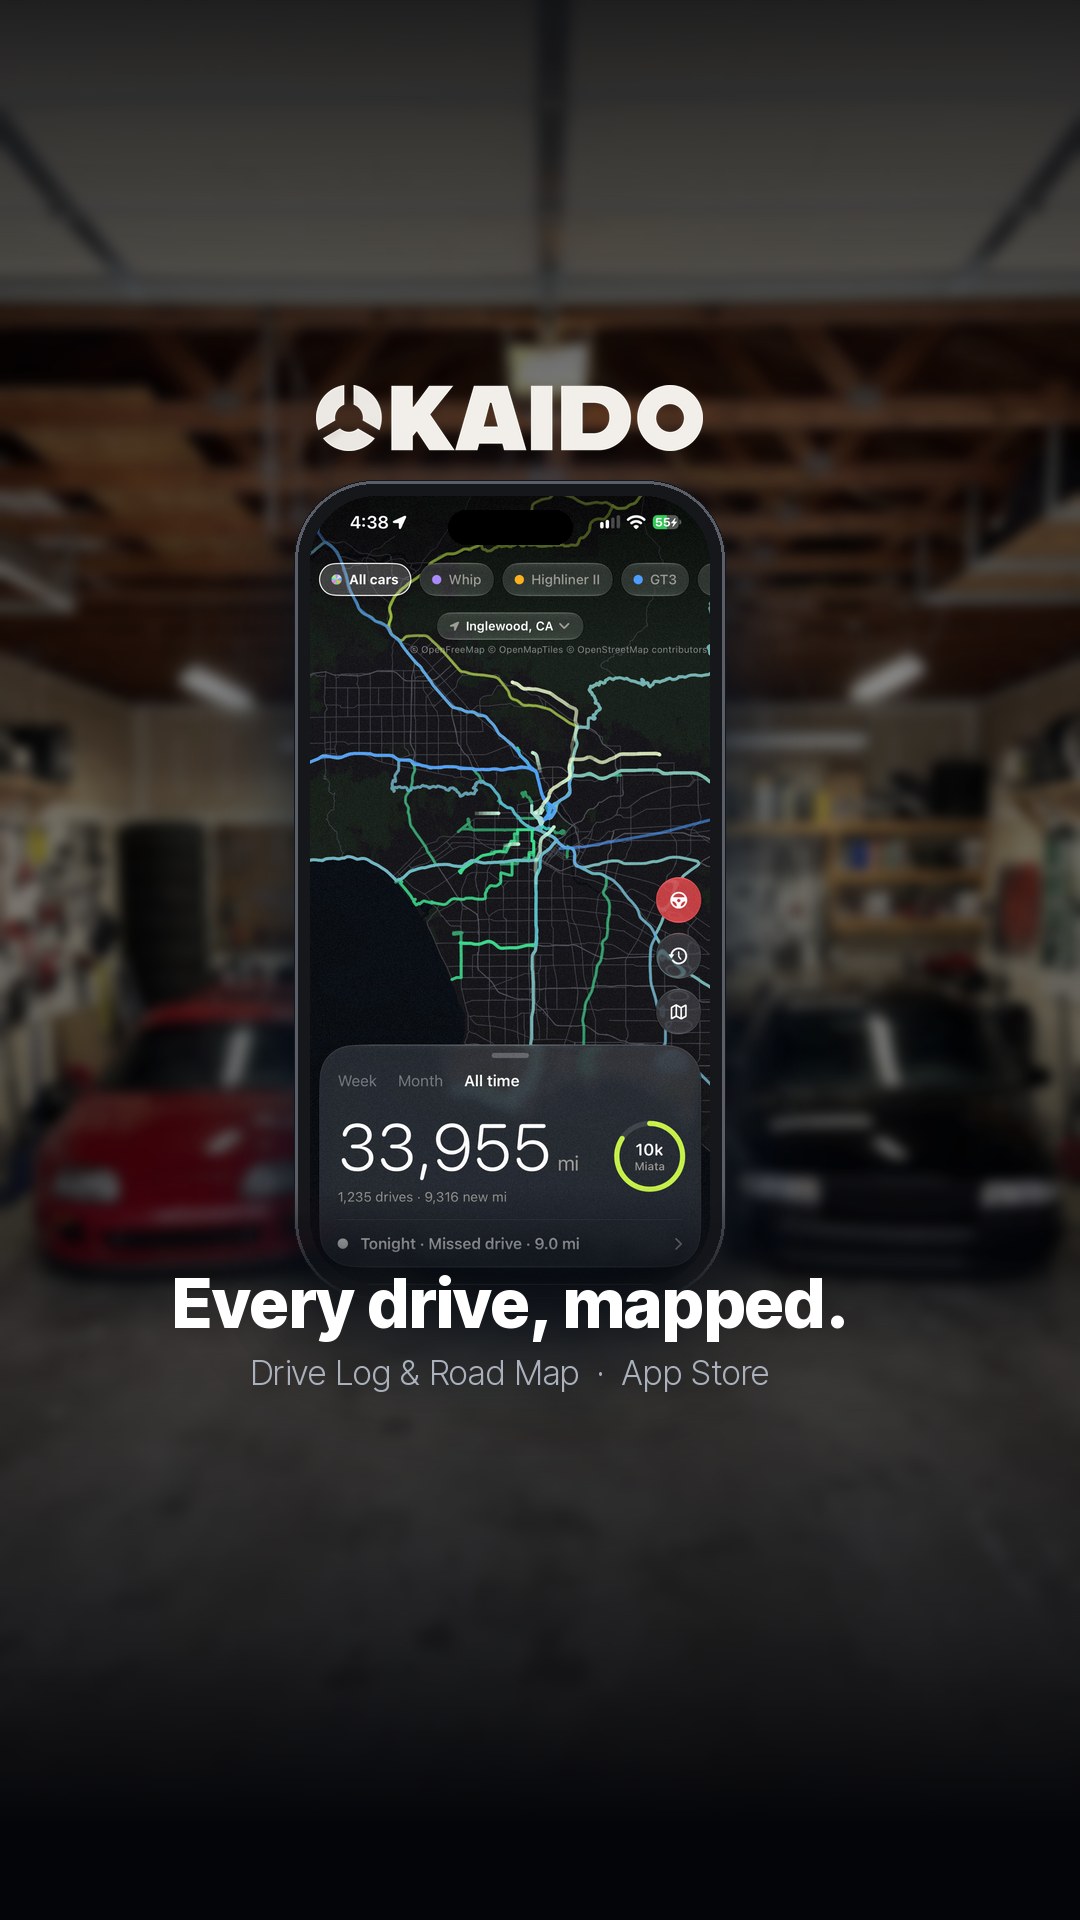 KAIDO
4:38
55
All cars
Whip
Highliner II
GT3
Inglewood, CA
© OpenFreeMap © OpenMapTiles © OpenStreetMap contributors
Week Month All time
33,955 mi
10k
Miata
1,235 drives · 9,316 new mi
Tonight · Missed drive · 9.0 mi
Every drive, mapped.
Drive Log & Road Map · App Store